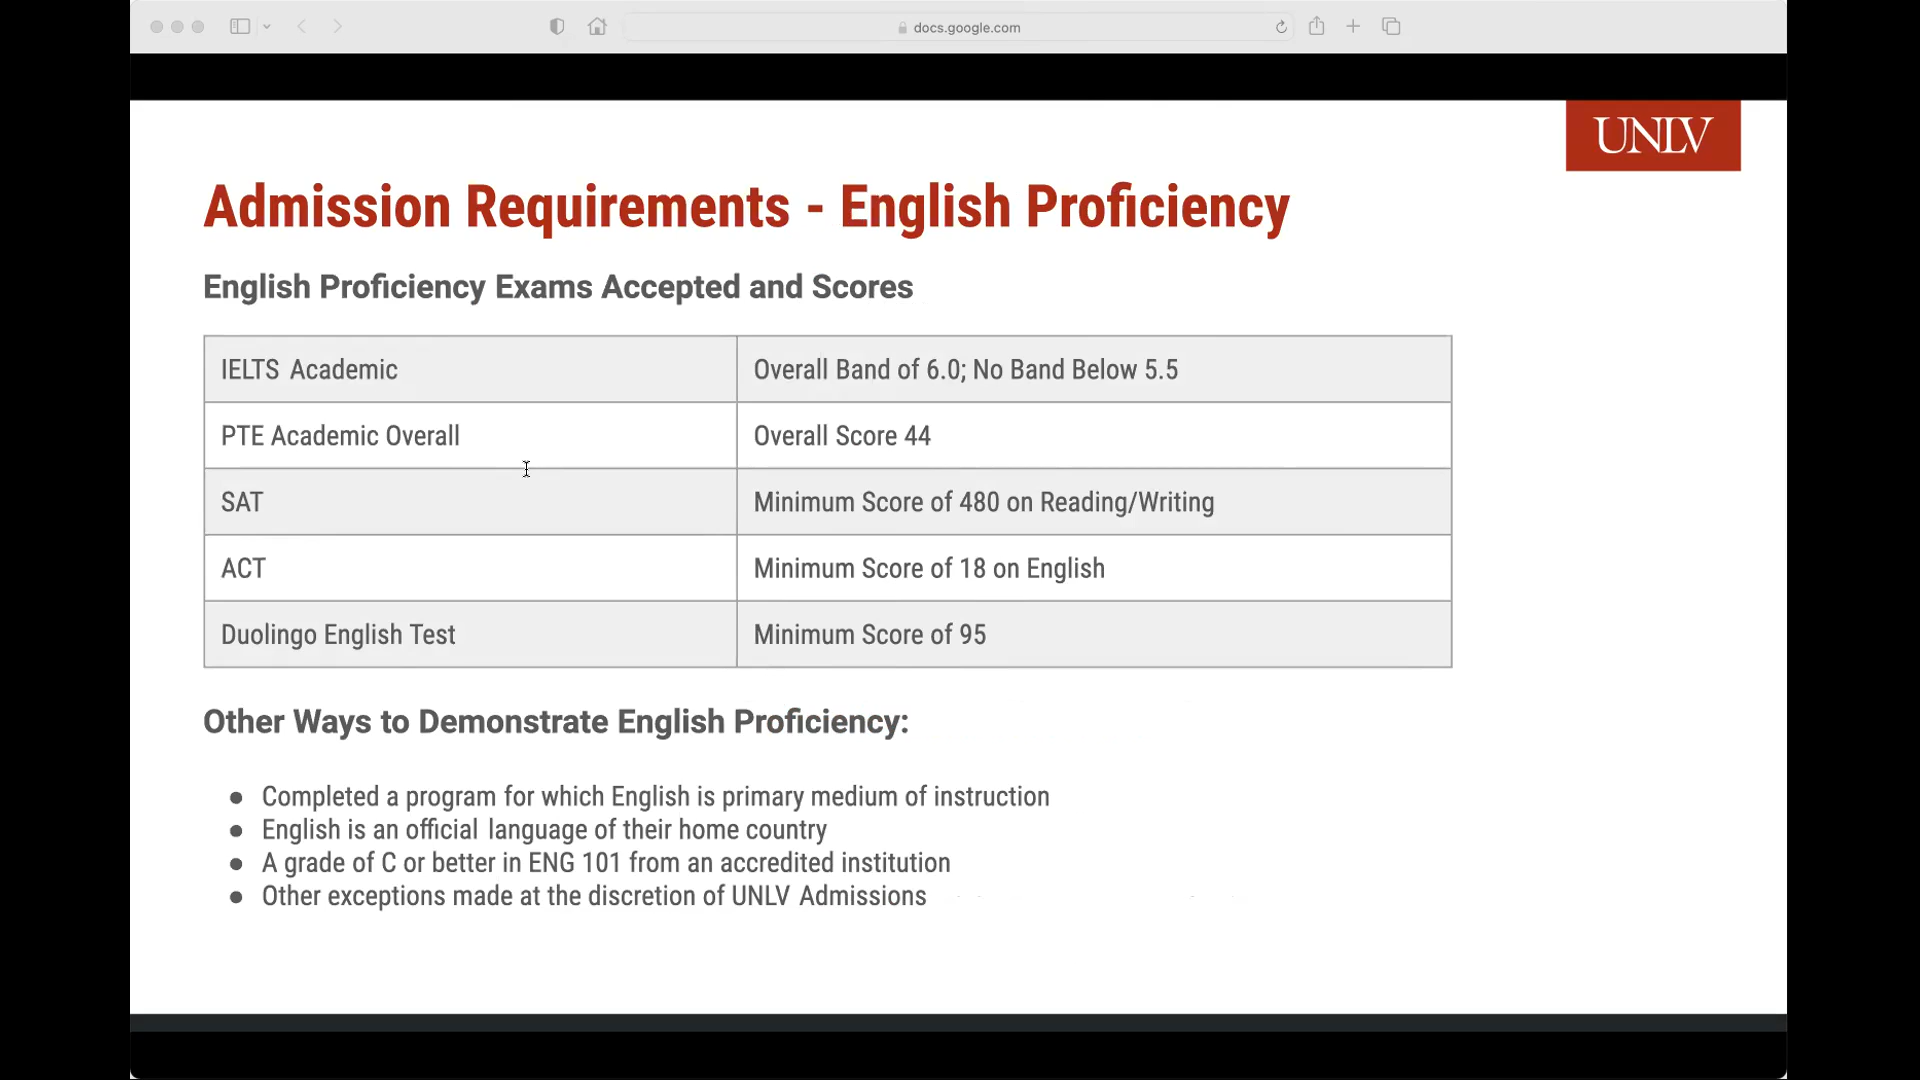 docs.google.com
UNLV
Admission Requirements - English Proficiency
English Proficiency Exams Accepted and Scores
IELTS Academic Overall Band of 6.0; No Band Below 5.5
PTE Academic Overall Overall Score 44
SAT Minimum Score of 480 on Reading/Writing
ACT Minimum Score of 18 on English
Duolingo English Test Minimum Score of 95
Other Ways to Demonstrate English Proficiency:
● Completed a program for which English is primary medium of instruction
● English is an official language of their home country
● A grade of C or better in ENG 101 from an accredited institution
● Other exceptions made at the discretion of UNLV Admissions